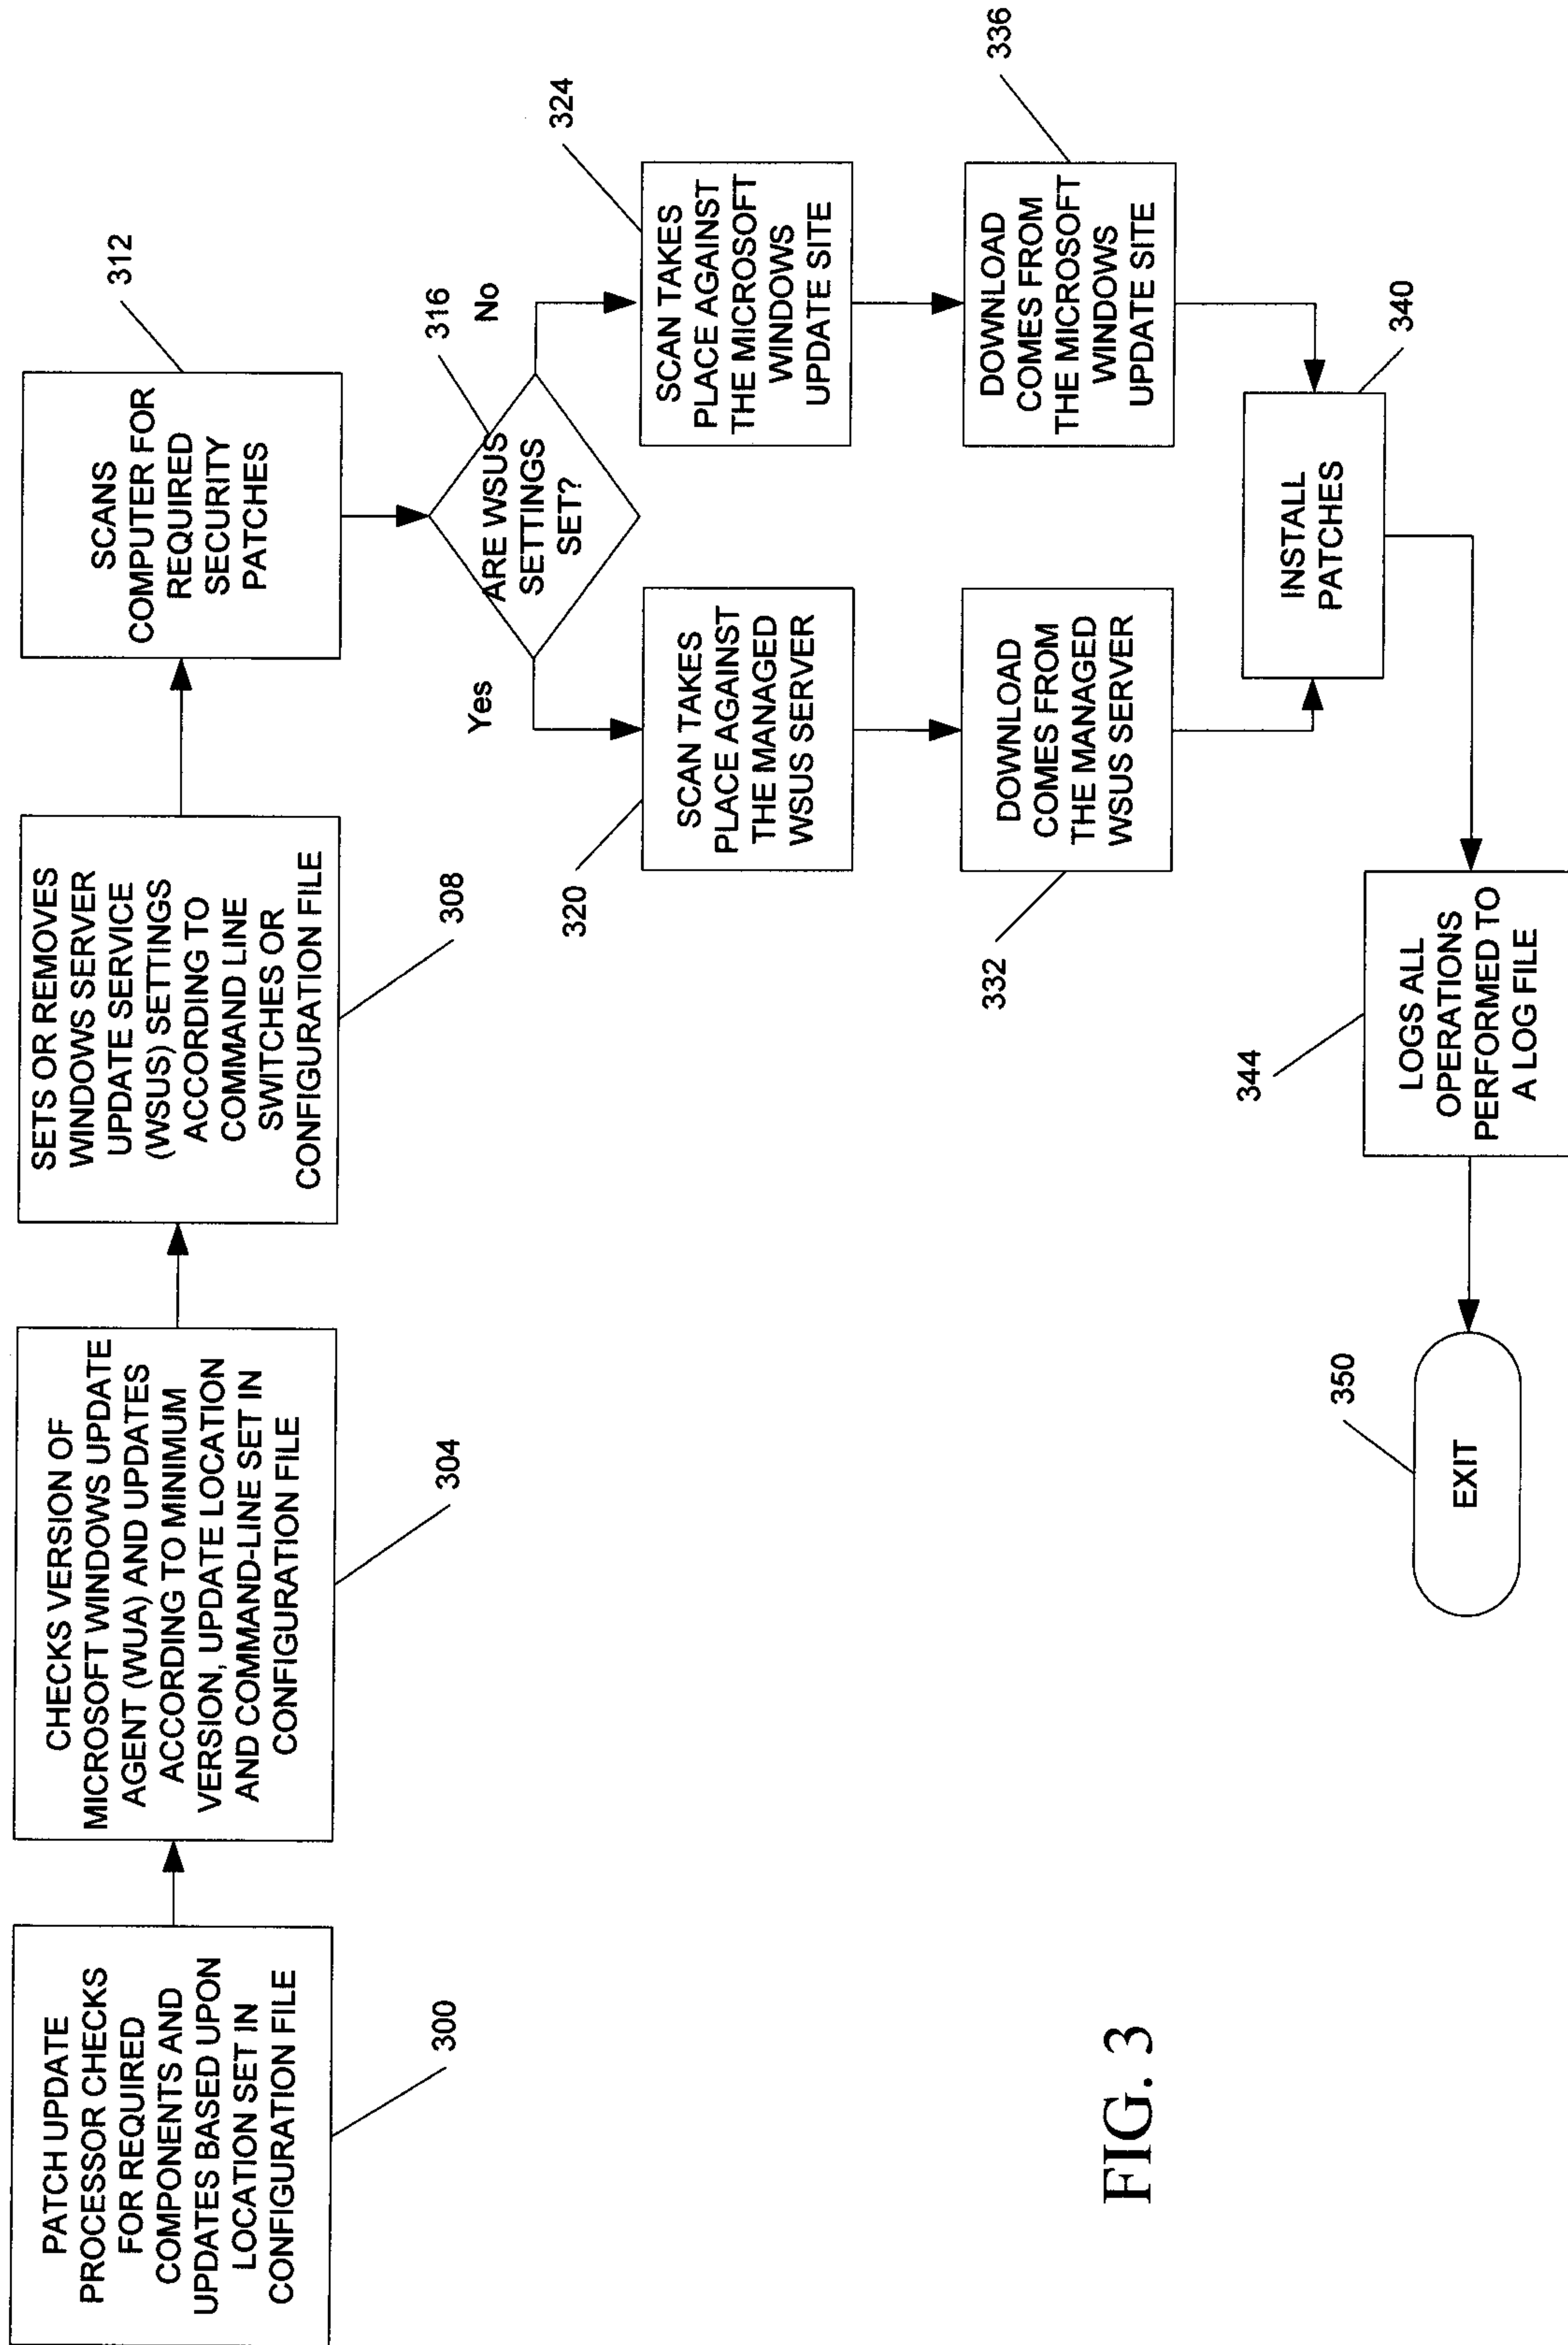 PATCH UPDATE
PROCESSOR CHECKS
FOR REQUIRED
COMPONENTS AND
UPDATES BASED UPON
LOCATION SET IN
CONFIGURATION FILE
300
CHECKS VERSION OF
MICROSOFT WINDOWS UPDATE
AGENT (WUA) AND UPDATES
ACCORDING TO MINIMUM
VERSION, UPDATE LOCATION
AND COMMAND-LINE SET IN
CONFIGURATION FILE
304
SETS OR REMOVES
WINDOWS SERVER
UPDATE SERVICE
(WSUS) SETTINGS
ACCORDING TO
COMMAND LINE
SWITCHES OR
CONFIGURATION FILE
308
SCANS
COMPUTER FOR
REQUIRED
SECURITY
PATCHES
312
ARE WSUS
SETTINGS
SET?
316
Yes
No
SCAN TAKES
PLACE AGAINST
THE MANAGED
WSUS SERVER
320
SCAN TAKES
PLACE AGAINST
THE MICROSOFT
WINDOWS
UPDATE SITE
324
DOWNLOAD
COMES FROM
THE MANAGED
WSUS SERVER
332
DOWNLOAD
COMES FROM
THE MICROSOFT
WINDOWS
UPDATE SITE
336
INSTALL
PATCHES
340
LOGS ALL
OPERATIONS
PERFORMED TO
A LOG FILE
344
EXIT
350
FIG. 3